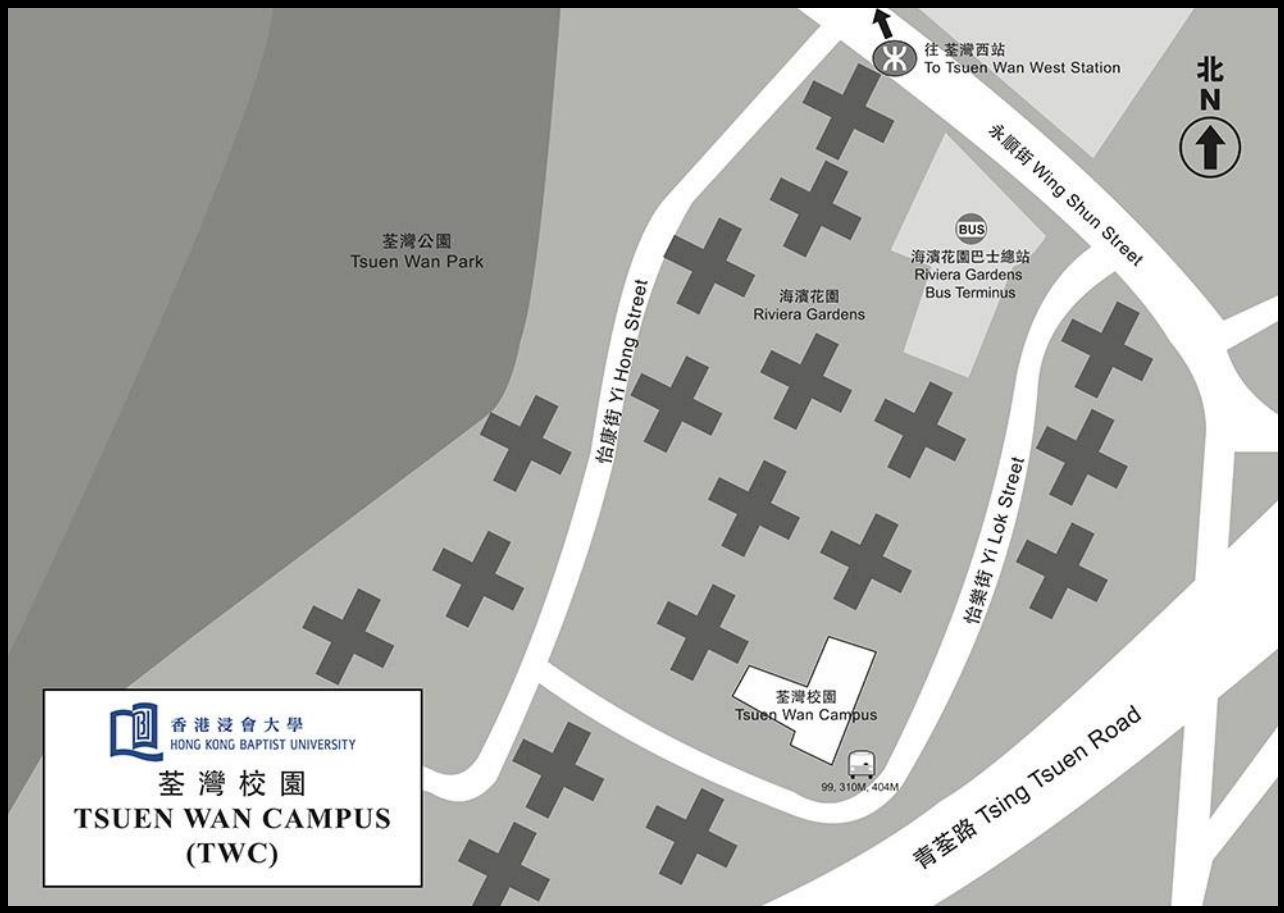 往 荃灣西站
To Tsuen Wan West Station
北
N
永順街 Wing Shun Street
荃灣公園
Tsuen Wan Park
BUS
海濱花園巴士總站
Riviera Gardens
Bus Terminus
海濱花園
Riviera Gardens
怡康街 Yi Hong Street
怡樂街 Yi Lok Street
荃灣校園
Tsuen Wan Campus
99, 310M, 404M
青荃路 Tsing Tsuen Road
香港浸會大學
HONG KONG BAPTIST UNIVERSITY
荃灣校園
TSUEN WAN CAMPUS
(TWC)